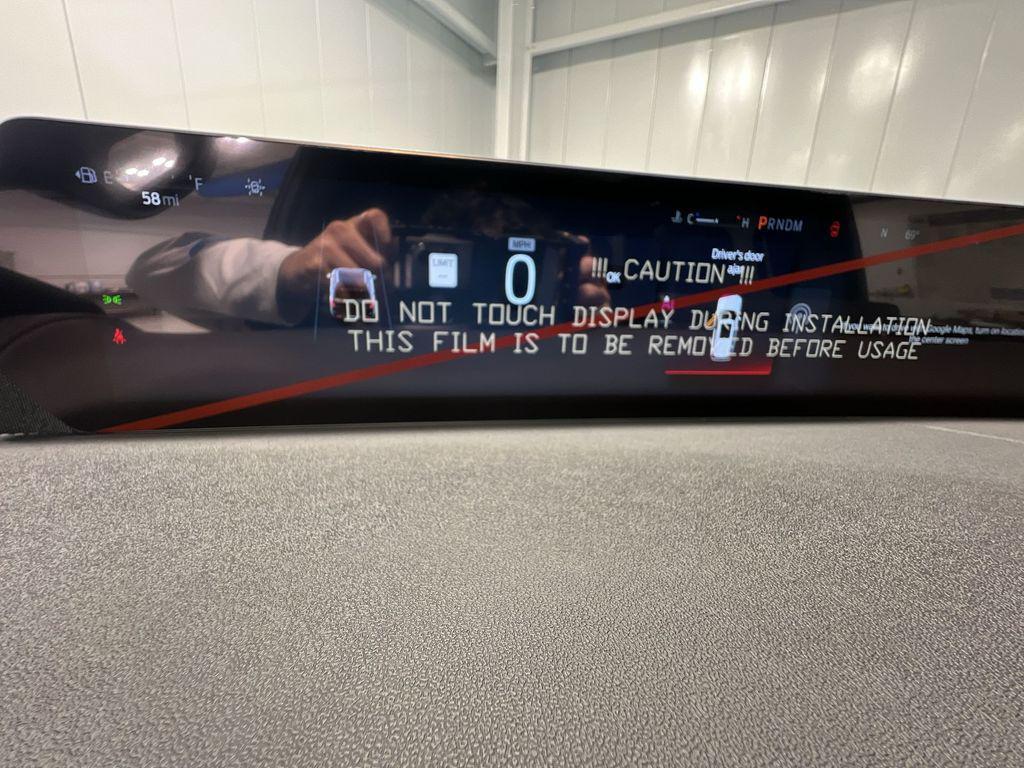 E F
58mi
LIMIT
MPH
0
C H PRNDM
N 69°
Driver's door
ajar
OK
!!! CAUTION !!!
DO NOT TOUCH DISPLAY DURING INSTALLATION
THIS FILM IS TO BE REMOVED BEFORE USAGE
Google Maps, turn on location
the center screen